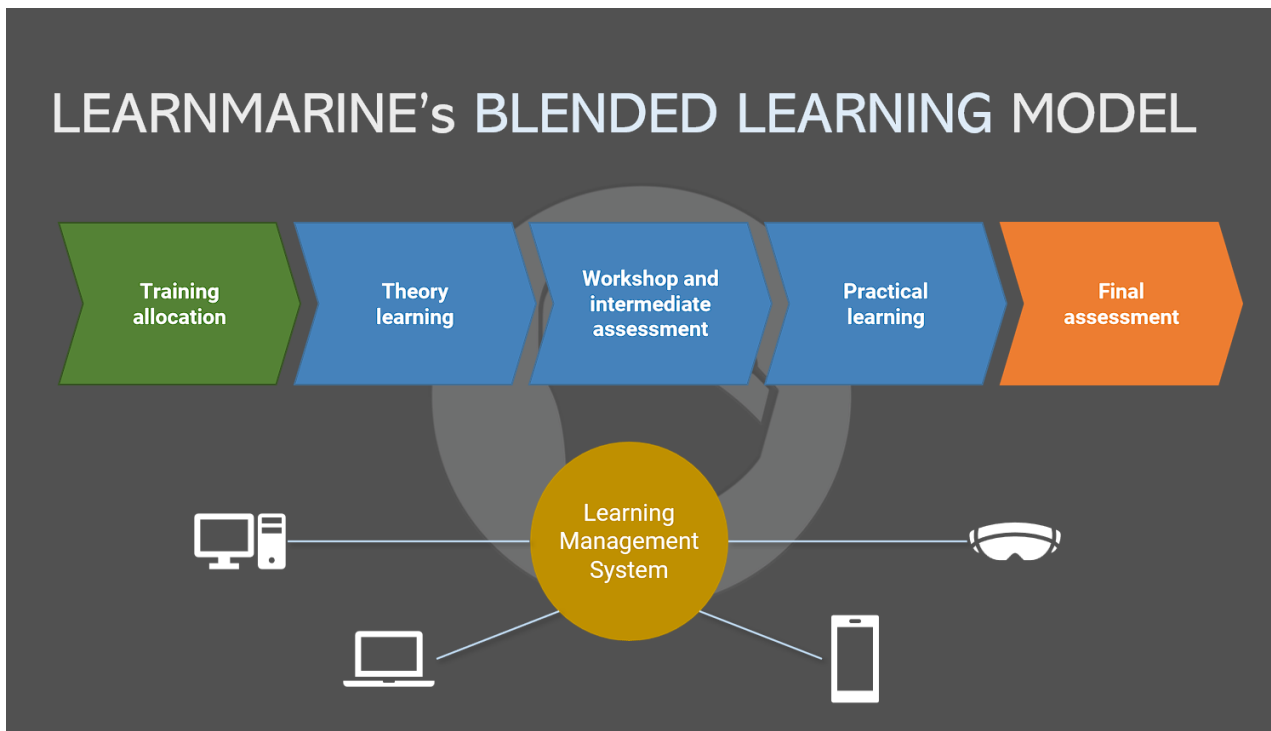 LEARNMARINE's BLENDED LEARNING MODEL
Training
allocation
Theory
learning
Workshop and
intermediate
assessment
Practical
learning
Final
assessment
Learning
Management
System